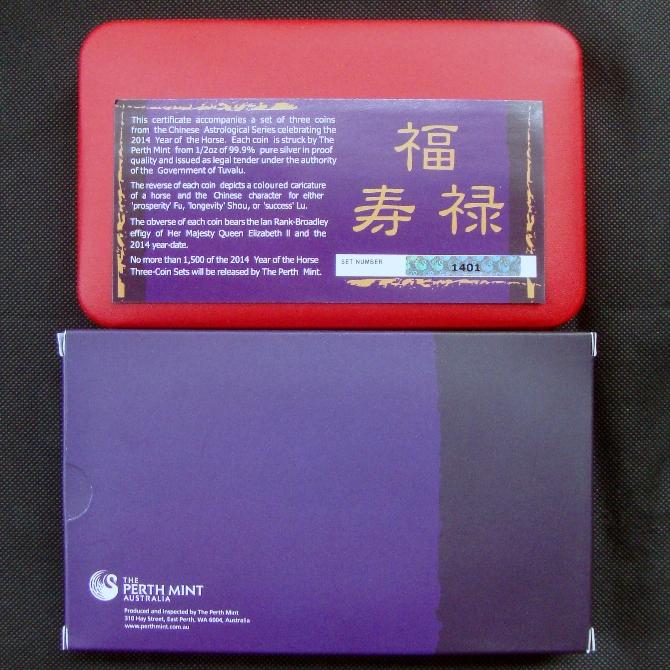 This certificate accompanies a set of three coins
from the Chinese Astrological Series celebrating the
2014 Year of the Horse. Each coin is struck by The
Perth Mint from 1/2oz of 99.9% pure silver in proof
quality and issued as legal tender under the authority
of the Government of Tuvalu.
The reverse of each coin depicts a coloured caricature
of a horse and the Chinese character for either
'prosperity' Fu, 'longevity' Shou, or 'success' Lu.
The obverse of each coin bears the Ian Rank-Broadley
effigy of Her Majesty Queen Elizabeth II and the
2014 year-date.
No more than 1,500 of the 2014 Year of the Horse
Three-Coin Sets will be released by The Perth Mint.
福
寿 禄
SET NUMBER 1401
THE
PERTH MINT
AUSTRALIA
Produced and Inspected by The Perth Mint
310 Hay Street, East Perth, WA 6004, Australia
www.perthmint.com.au